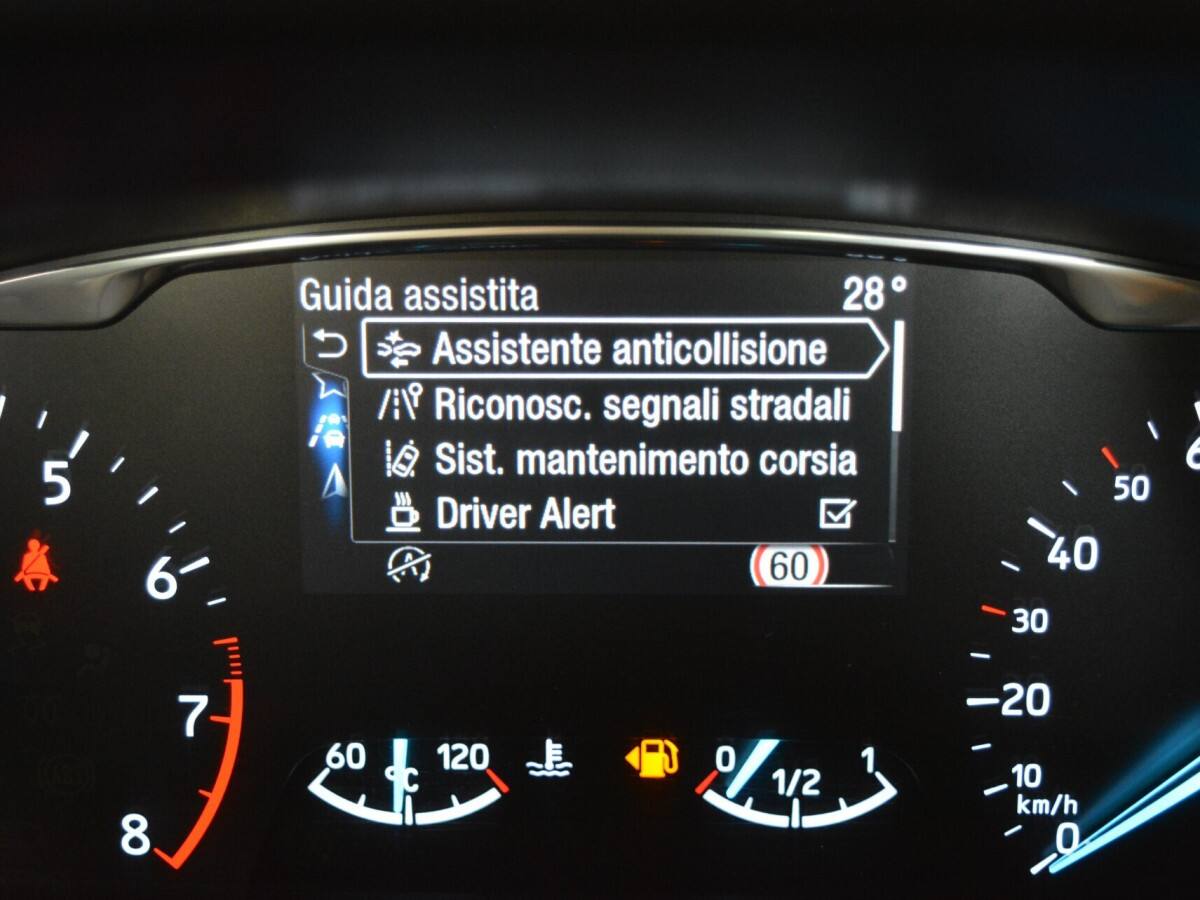 Guida assistita 28°
Assistente anticollisione
Riconosc. segnali stradali
Sist. mantenimento corsia
Driver Alert
60
5
6
7
8
60 °C 120
0 1/2 1
50
40
30
20
10
km/h
0